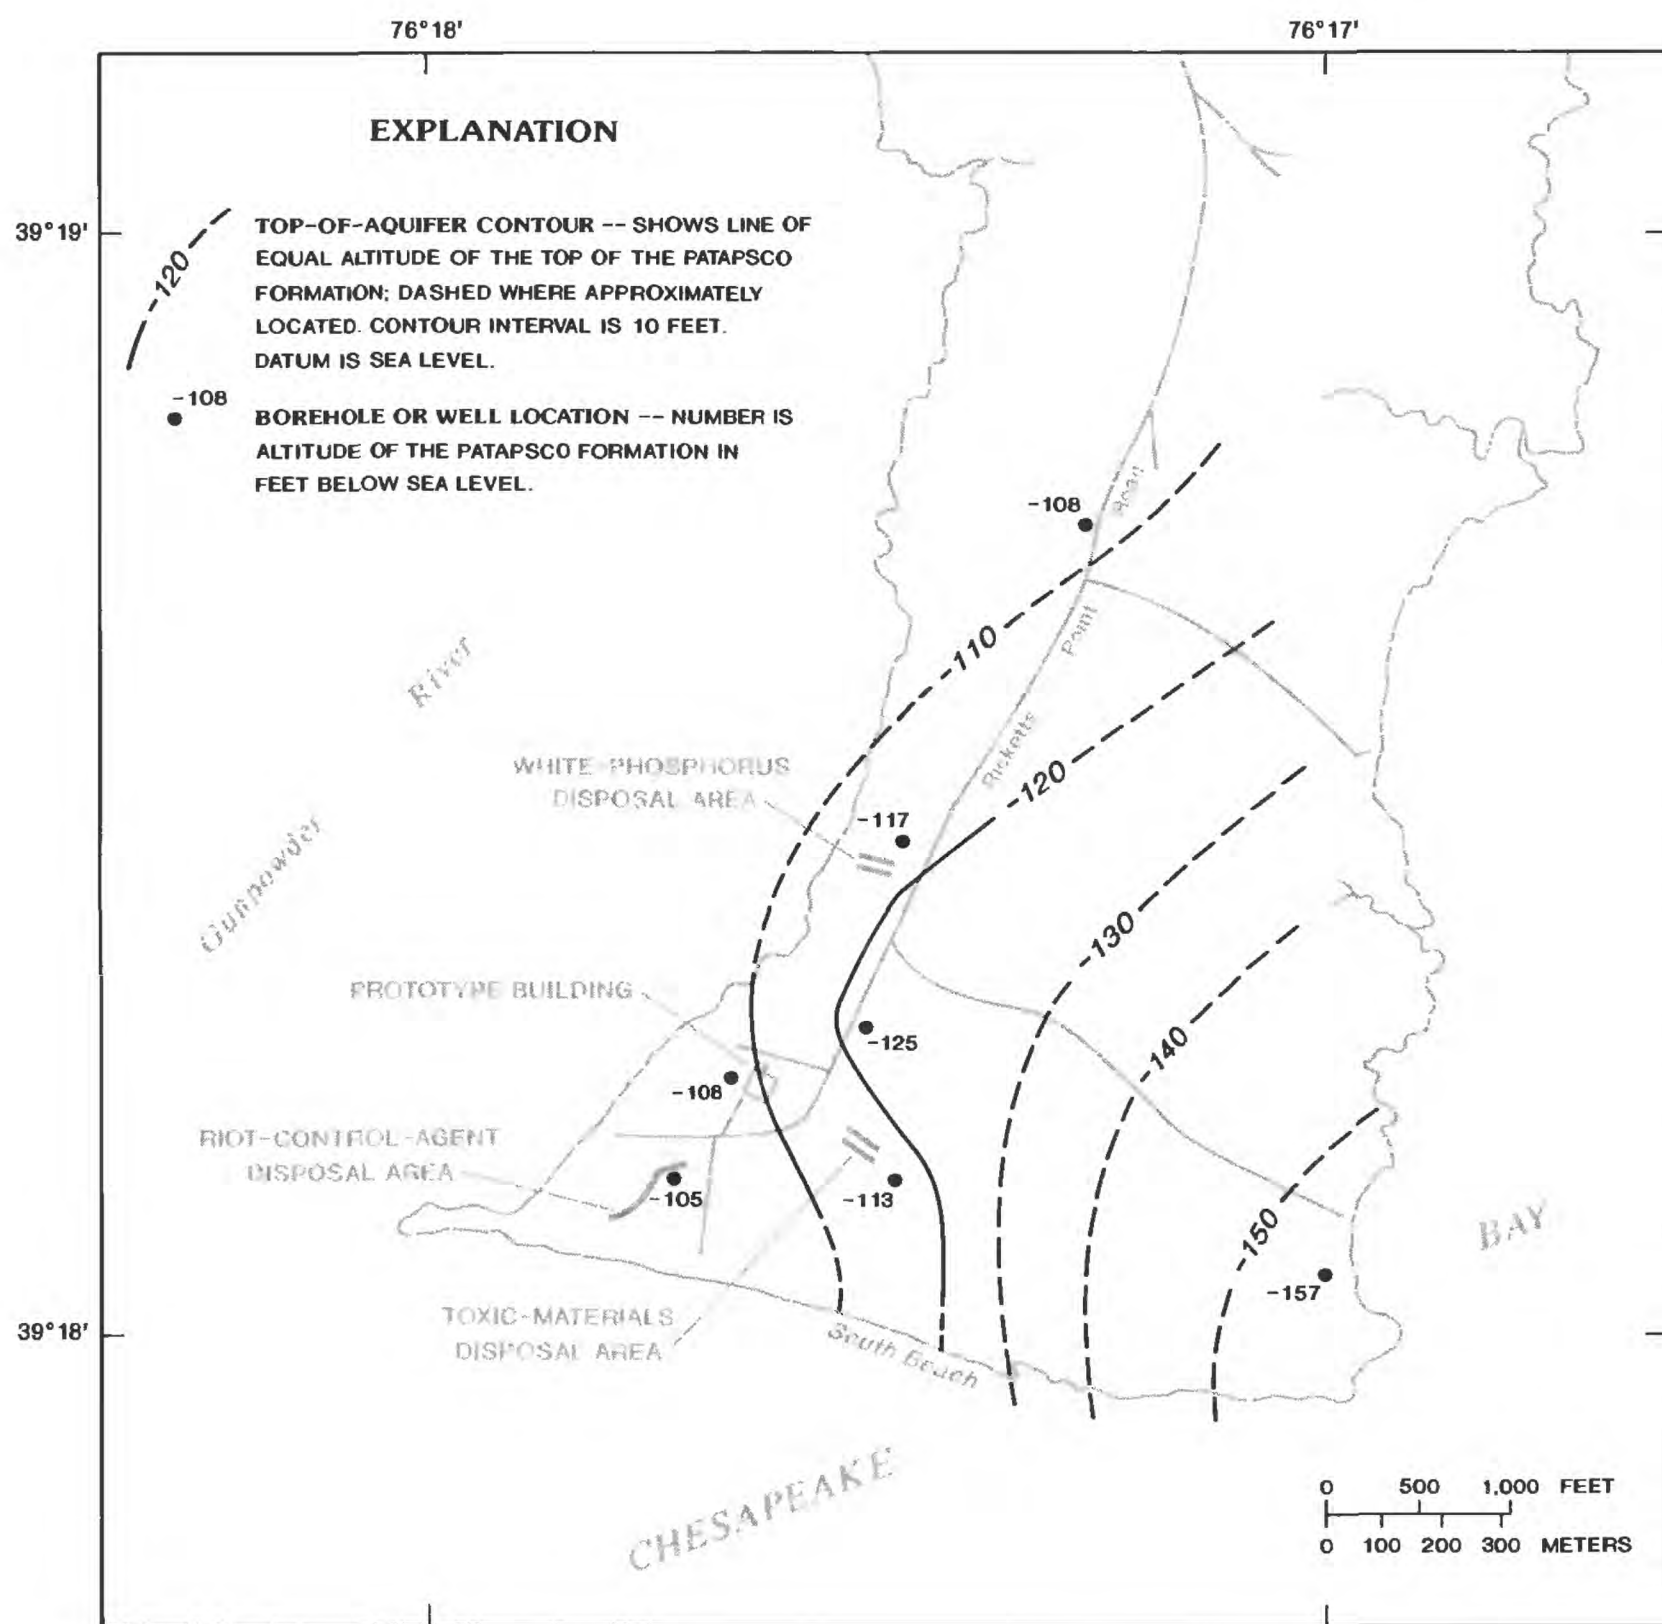 76°18'
76°17'
EXPLANATION
39°19'
-120
TOP-OF-AQUIFER CONTOUR -- SHOWS LINE OF
EQUAL ALTITUDE OF THE TOP OF THE PATAPSCO
FORMATION; DASHED WHERE APPROXIMATELY
LOCATED. CONTOUR INTERVAL IS 10 FEET.
DATUM IS SEA LEVEL.
-108
BOREHOLE OR WELL LOCATION -- NUMBER IS
ALTITUDE OF THE PATAPSCO FORMATION IN
FEET BELOW SEA LEVEL.
-108
Ricketts Point Road
-110
Gunpowder River
WHITE-PHOSPHORUS
DISPOSAL AREA
-120
-117
-130
PROTOTYPE BUILDING
-125
-140
-108
RIOT-CONTROL-AGENT
DISPOSAL AREA
-105
-113
-150
-157
TOXIC-MATERIALS
DISPOSAL AREA
39°18'
South Beach
CHESAPEAKE BAY
0 500 1,000 FEET
0 100 200 300 METERS